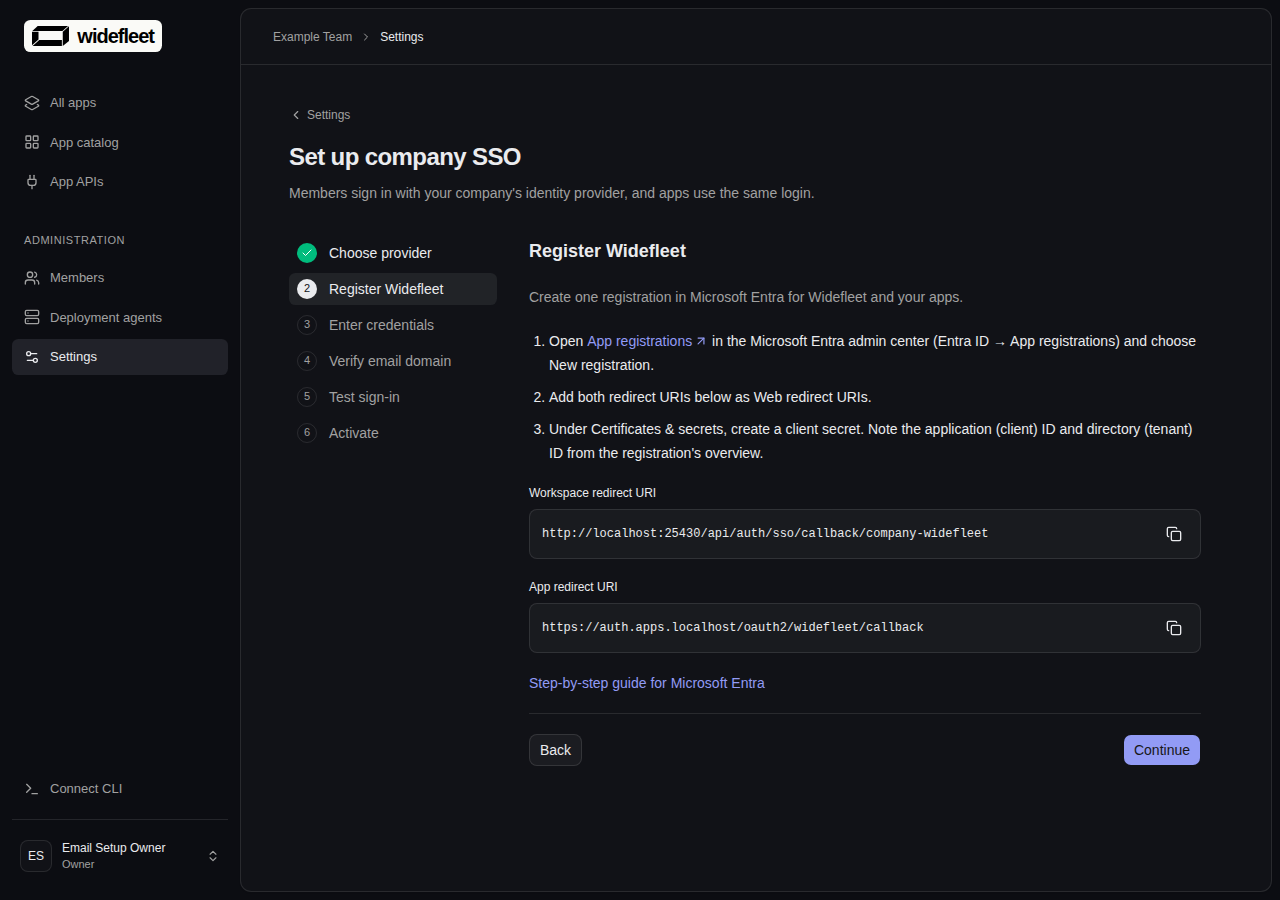 widefleet
Example Team
Settings
All apps
App catalog
App APIs
ADMINISTRATION
Members
Deployment agents
Settings
Connect CLI
ES
Email Setup Owner
Owner
Settings
Set up company SSO
Members sign in with your company's identity provider, and apps use the same login.
Choose provider
2 Register Widefleet
3 Enter credentials
4 Verify email domain
5 Test sign-in
6 Activate
Register Widefleet
Create one registration in Microsoft Entra for Widefleet and your apps.
1. Open App registrations ↗ in the Microsoft Entra admin center (Entra ID → App registrations) and choose
New registration.
2. Add both redirect URIs below as Web redirect URIs.
3. Under Certificates & secrets, create a client secret. Note the application (client) ID and directory (tenant)
ID from the registration's overview.
Workspace redirect URI
http://localhost:25430/api/auth/sso/callback/company-widefleet
App redirect URI
https://auth.apps.localhost/oauth2/widefleet/callback
Step-by-step guide for Microsoft Entra
Back
Continue